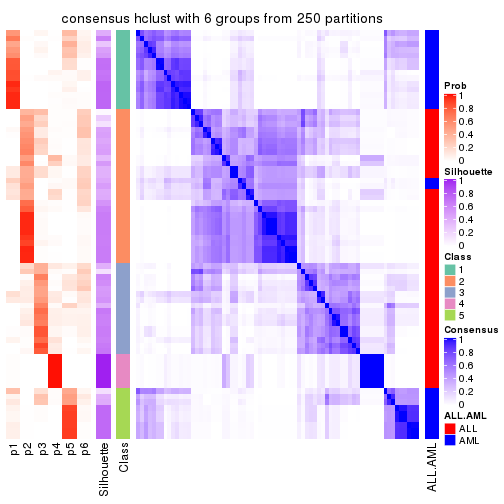 consensus hclust with 6 groups from 250 partitions
Prob
1
0.8
0.6
0.4
0.2
0
Silhouette
1
0.8
0.6
0.4
0.2
0
Class
1
2
3
4
5
Consensus
1
0.8
0.6
0.4
0.2
0
ALL.AML
ALL
AML
p1
p2
p3
p4
p5
p6
Silhouette
Class
ALL.AML